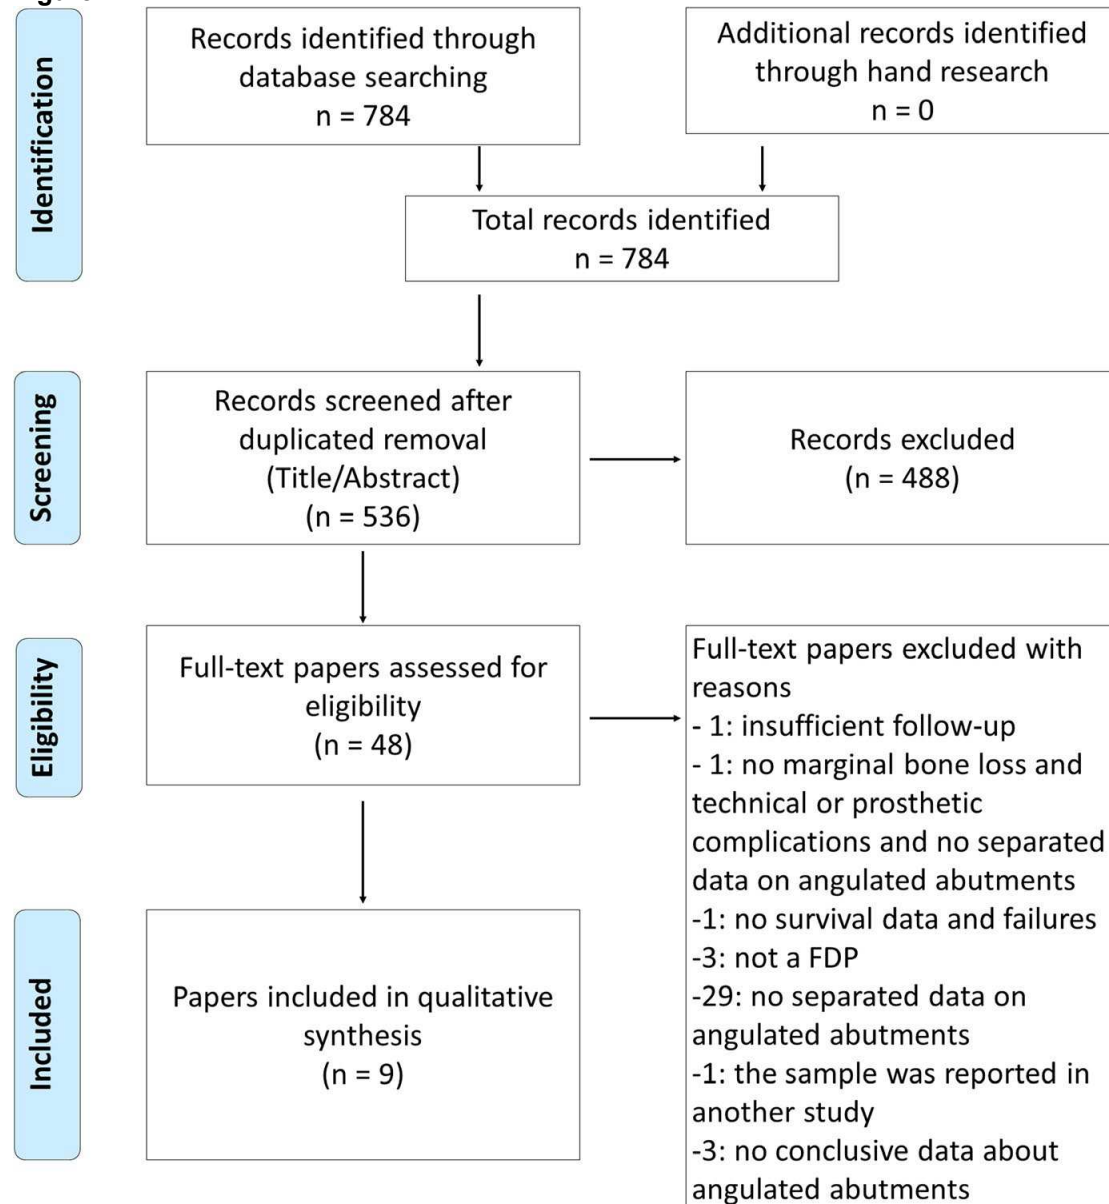 Identification
Records identified through
database searching
n = 784
Additional records identified
through hand research
n = 0
Total records identified
n = 784
Screening
Records screened after
duplicated removal
(Title/Abstract)
(n = 536)
Records excluded
(n = 488)
Eligibility
Full-text papers assessed for
eligibility
(n = 48)
Full-text papers excluded with
reasons
- 1: insufficient follow-up
- 1: no marginal bone loss and
technical or prosthetic
complications and no separated
data on angulated abutments
-1: no survival data and failures
-3: not a FDP
-29: no separated data on
angulated abutments
-1: the sample was reported in
another study
-3: no conclusive data about
angulated abutments
Included
Papers included in qualitative
synthesis
(n = 9)